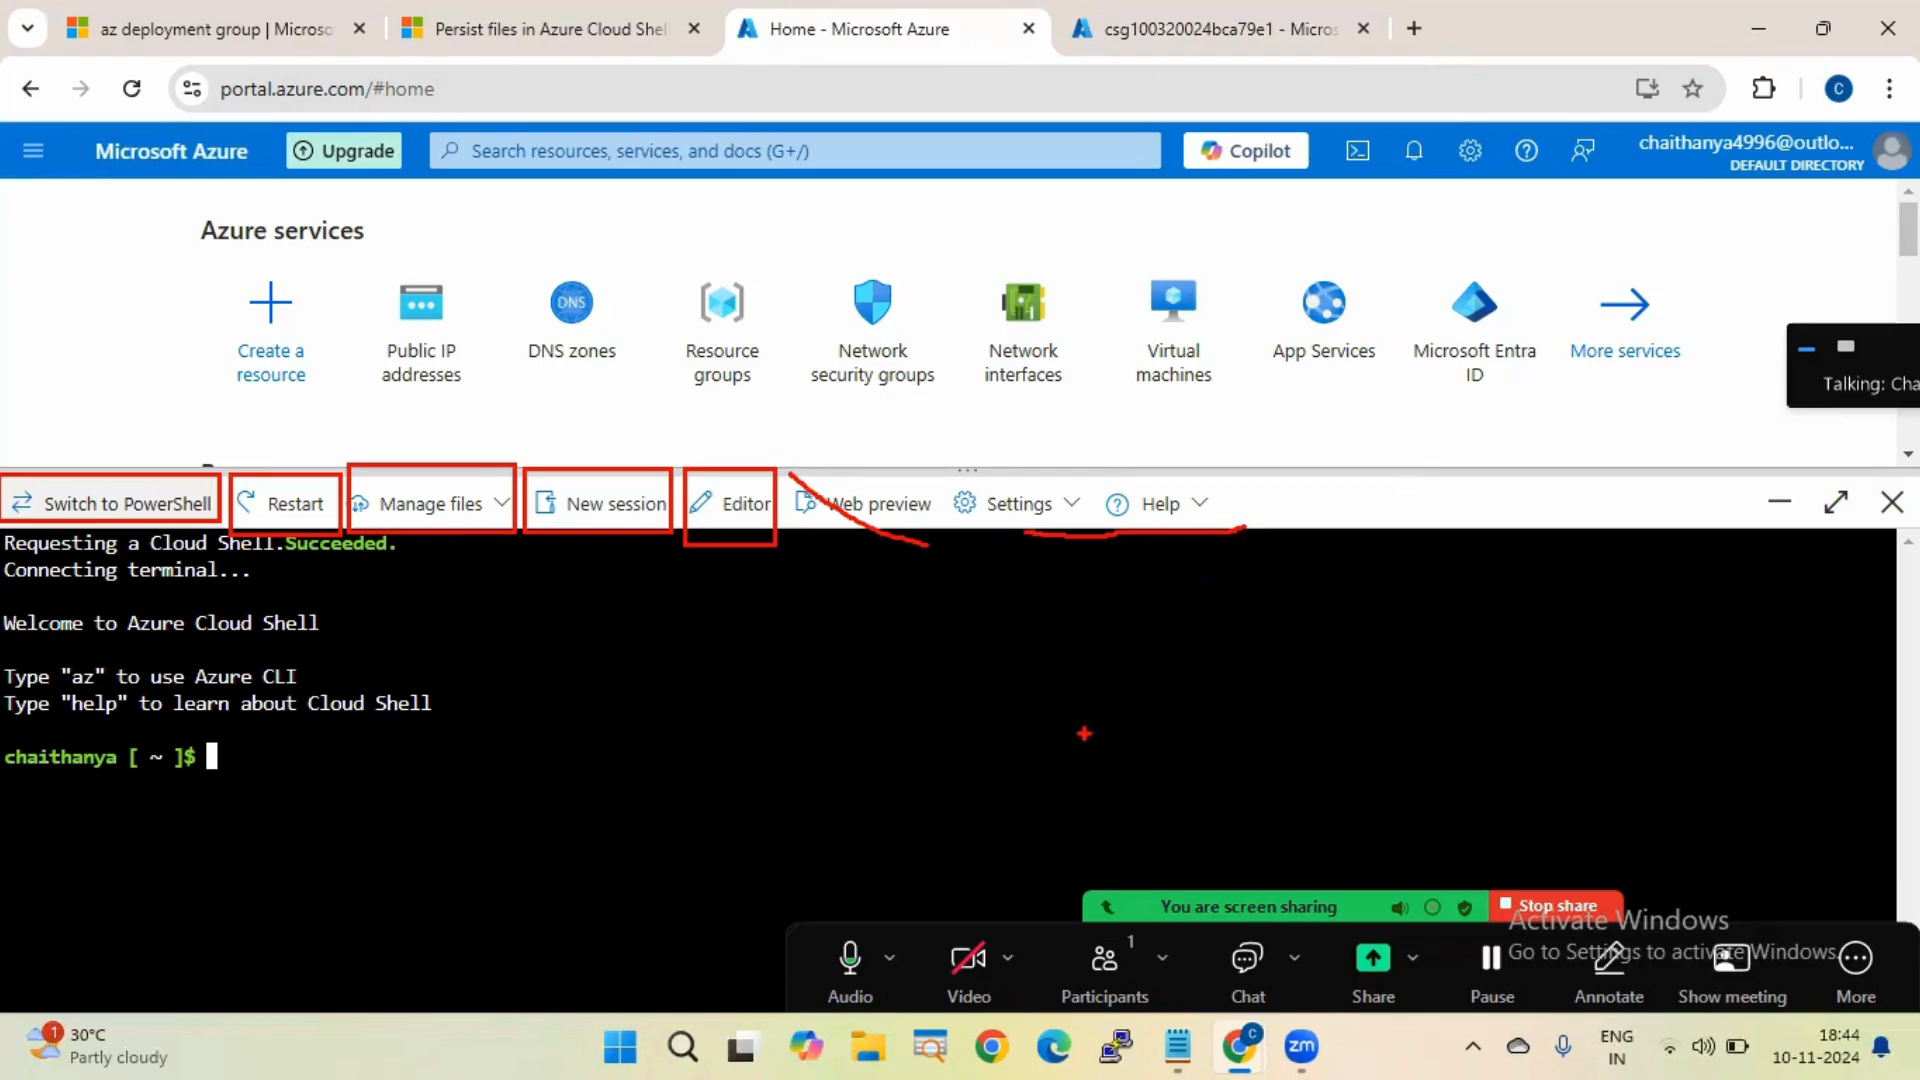 az deployment group | Microso
Persist files in Azure Cloud Shel
Home - Microsoft Azure
csg100320024bca79e1 - Micros
portal.azure.com/#home
C
Microsoft Azure
Upgrade
Search resources, services, and docs (G+/)
Copilot
chaithanya4996@outlo...
DEFAULT DIRECTORY
Azure services
Create a
resource
Public IP
addresses
DNS
DNS zones
Resource
groups
Network
security groups
Network
interfaces
Virtual
machines
App Services
Microsoft Entra
ID
More services
Talking: Cha
Switch to PowerShell
Restart
Manage files
New session
Editor
Web preview
Settings
Help
Requesting a Cloud Shell.Succeeded.
Connecting terminal...
Welcome to Azure Cloud Shell
Type "az" to use Azure CLI
Type "help" to learn about Cloud Shell
chaithanya [ ~ ]$
You are screen sharing
Stop share
Activate Windows
Go to Settings to activate Windows.
1
Audio
Video
Participants
Chat
Share
Pause
Annotate
Show meeting
More
1
30°C
Partly cloudy
C
zm
ENG
IN
18:44
10-11-2024